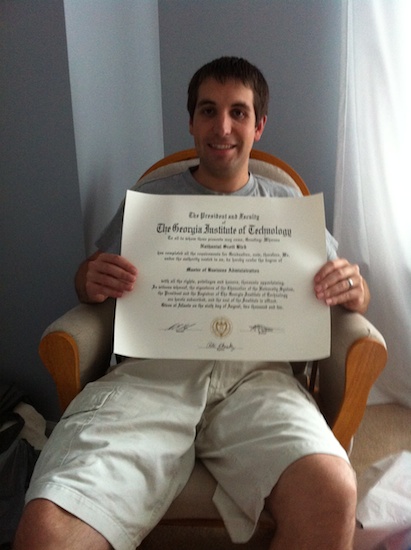 The President and Faculty
of
The Georgia Institute of Technology
To all to whom these presents may come, Greeting: Whereas
Nathaniel Scott
has completed all the requirements for Graduation, now, therefore, We
under the authority vested in us, do hereby confer the degree of
Master of Business Administration
with all the rights, privileges and honors, thereunto appertaining
In witness whereof, the signatures of the Chancellor of the University System,
the President and the Registrar of The Georgia Institute of Technology
are hereto subscribed, and the seal of the Institute is affixed
Given at Atlanta on the sixth day of August, two thousand and